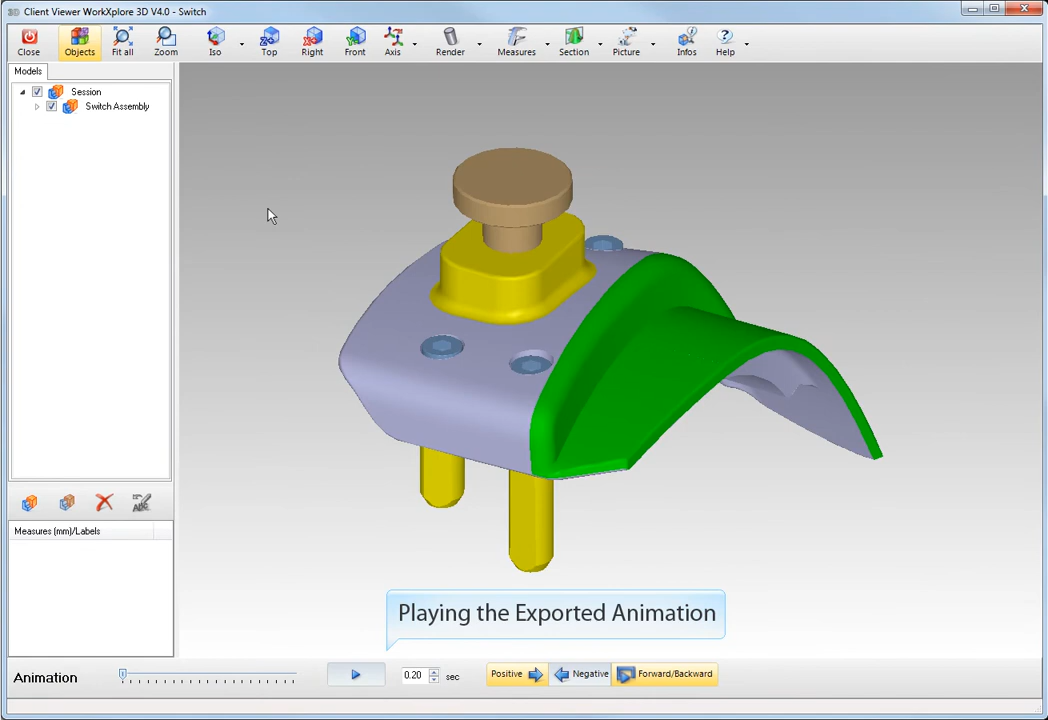 Client Viewer WorkXplore 3D V4.0 - Switch
Close Objects Fit all Zoom Iso Top Right Front Axis Render Measures Section Picture Infos Help
Models
Session
Switch Assembly
ABC
Measures (mm)/Labels
Playing the Exported Animation
Animation 0.20 sec Positive Negative Forward/Backward